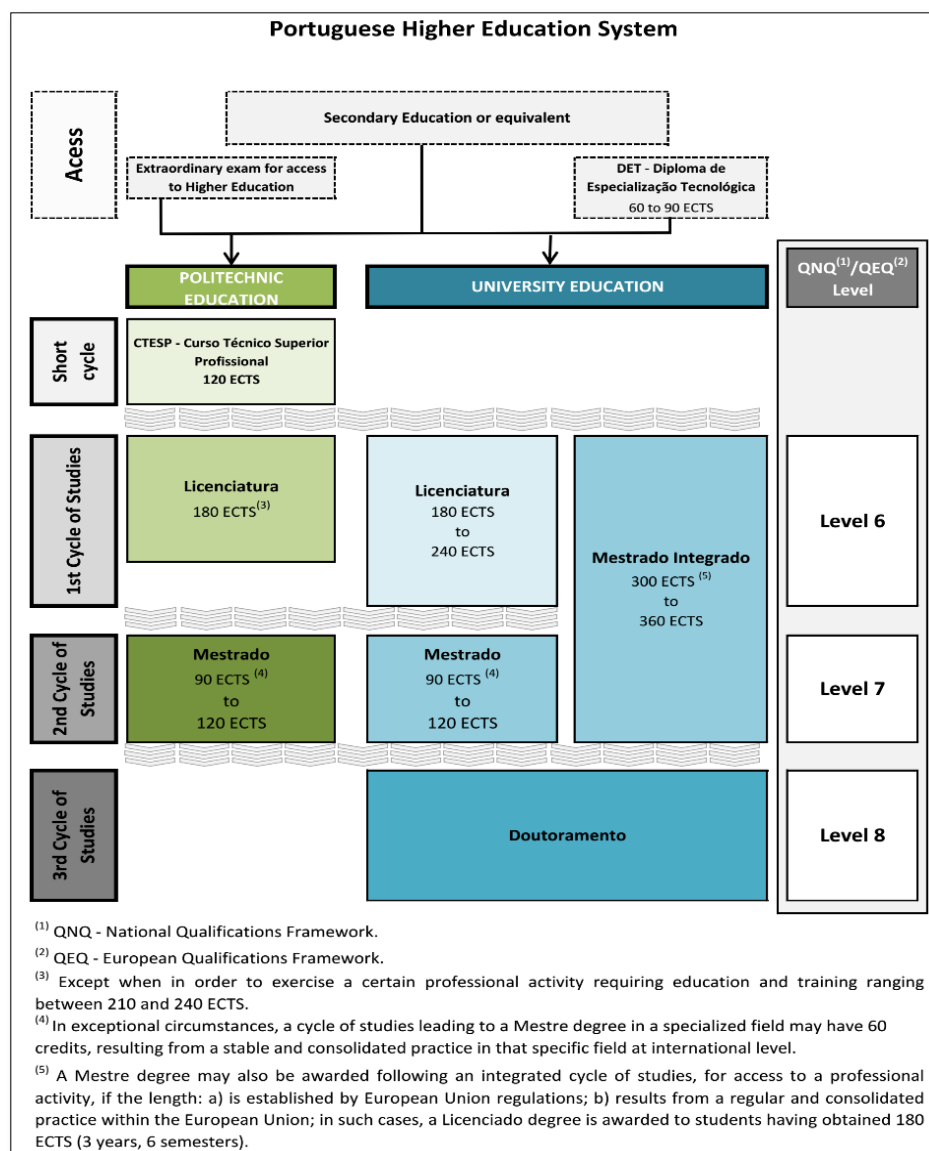 Portuguese Higher Education System
Acess
Secondary Education or equivalent
Extraordinary exam for access
to Higher Education
DET - Diploma de
Especialização Tecnológica
60 to 90 ECTS
POLITECHNIC
EDUCATION
UNIVERSITY EDUCATION
QNQ(1)/QEQ(2)
Level
Short
cycle
CTESP - Curso Técnico Superior
Profissional
120 ECTS
1st Cycle of Studies
Licenciatura
180 ECTS(3)
Licenciatura
180 ECTS
to
240 ECTS
Mestrado Integrado
300 ECTS (5)
to
360 ECTS
Level 6
2nd Cycle of
Studies
Mestrado
90 ECTS (4)
to
120 ECTS
Mestrado
90 ECTS (4)
to
120 ECTS
Level 7
3rd Cycle of
Studies
Doutoramento
Level 8
(1) QNQ - National Qualifications Framework.
(2) QEQ - European Qualifications Framework.
(3) Except when in order to exercise a certain professional activity requiring education and training ranging
between 210 and 240 ECTS.
(4) In exceptional circumstances, a cycle of studies leading to a Mestre degree in a specialized field may have 60
credits, resulting from a stable and consolidated practice in that specific field at international level.
(5) A Mestre degree may also be awarded following an integrated cycle of studies, for access to a professional
activity, if the length: a) is established by European Union regulations; b) results from a regular and consolidated
practice within the European Union; in such cases, a Licenciado degree is awarded to students having obtained 180
ECTS (3 years, 6 semesters).